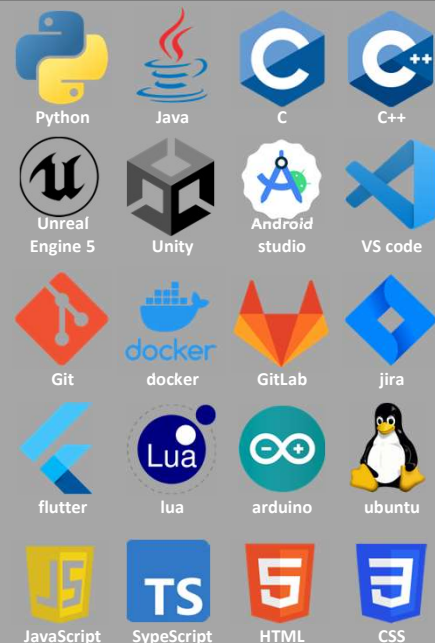 Python Java C C++
Unreal
Engine 5 Unity Android
studio VS code
docker
Git docker GitLab jira
Lua
flutter lua arduino ubuntu
JS TS 5 3
JavaScript SypeScript HTML CSS